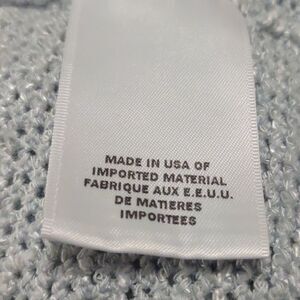 MADE IN USA OF
IMPORTED MATERIAL
FABRIQUE AUX E.E.U.U.
DE MATIERES
IMPORTEES